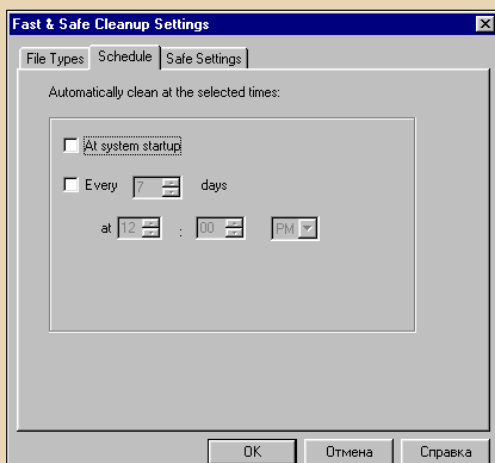 Fast & Safe Cleanup Settings
File Types Schedule Safe Settings
Automatically clean at the selected times:
At system startup
Every 7 days
at 12 : 00 PM
OK Отмена Справка